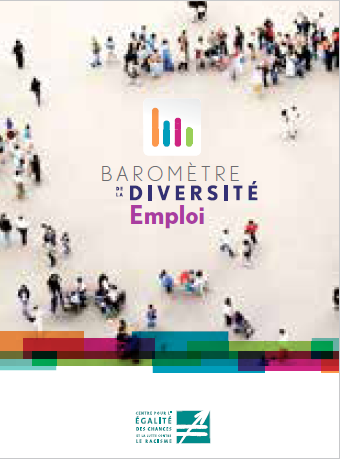 BAROMÈTRE
DE LA DIVERSITÉ
Emploi
CENTRE POUR L'
ÉGALITÉ
DES CHANCES
ET LA LUTTE CONTRE
LE RACISME